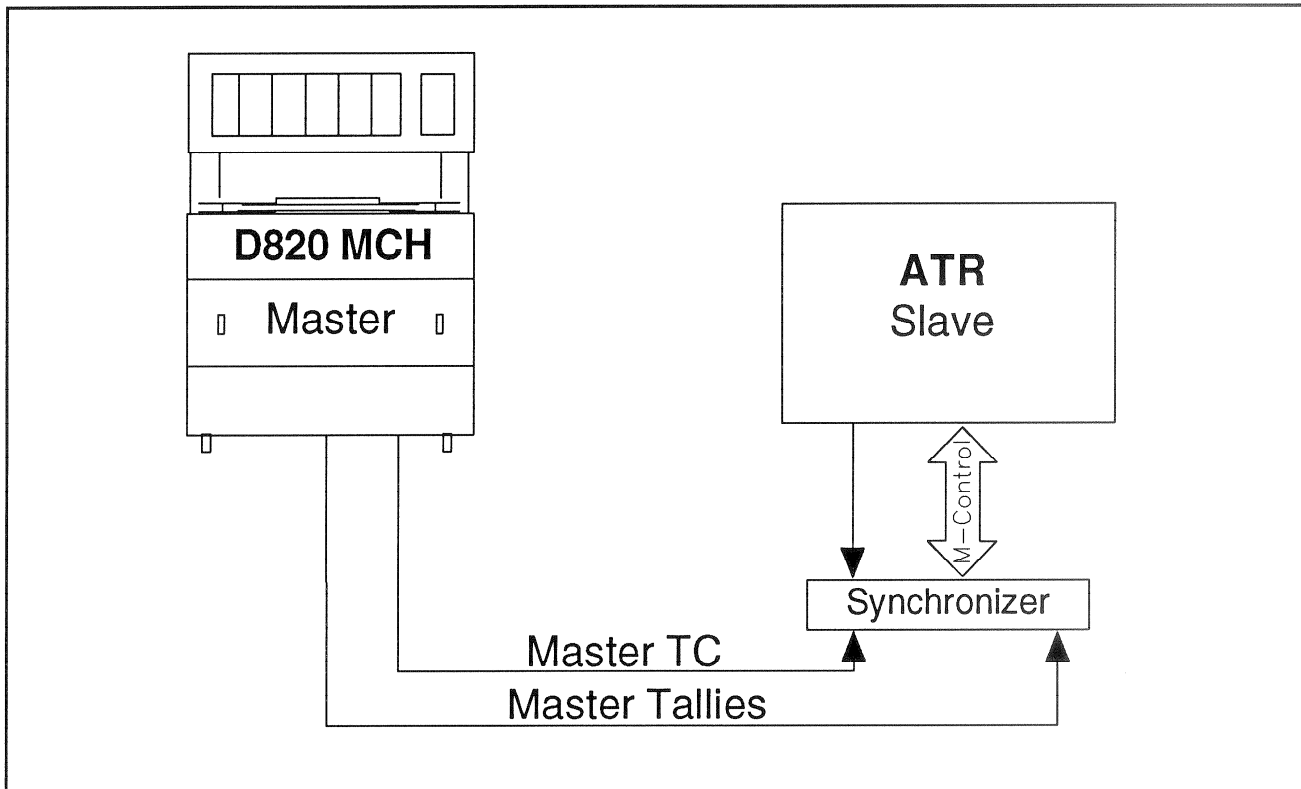 D820 MCH
Master
ATR
Slave
M-Control
Synchronizer
Master TC
Master Tallies